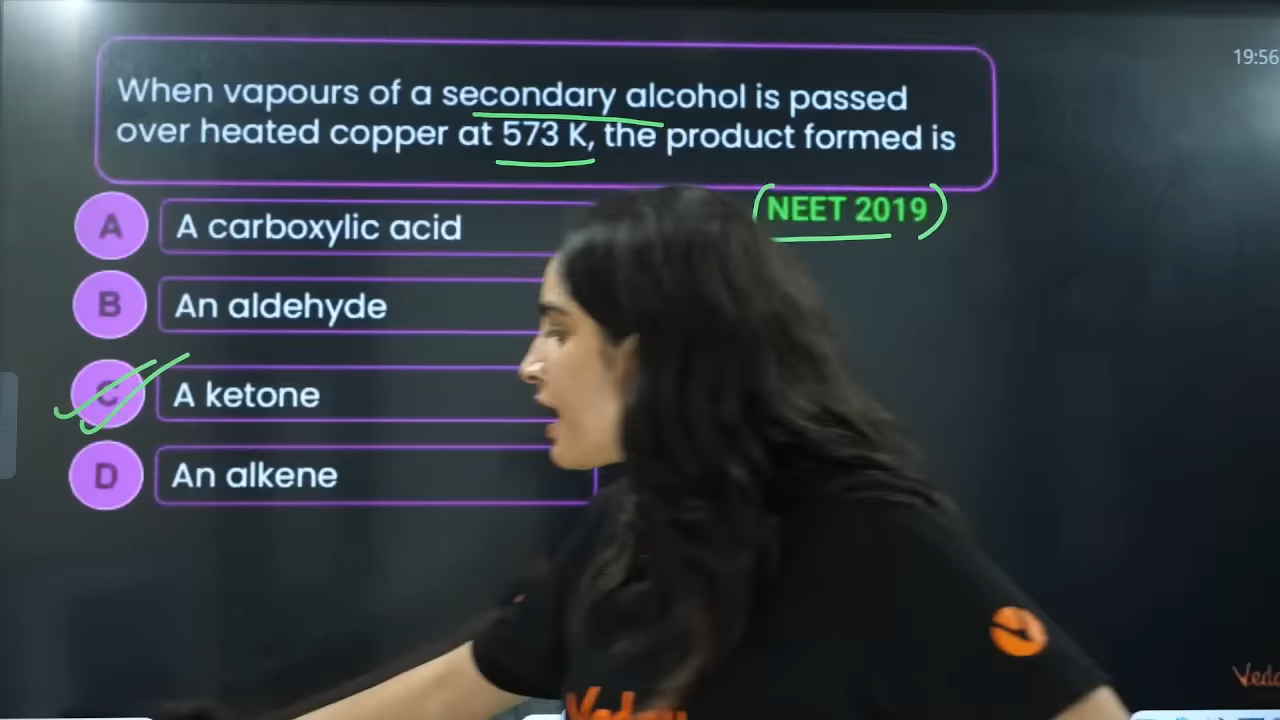 19:56
When vapours of a secondary alcohol is passed
over heated copper at 573 K, the product formed is
(NEET 2019)
A A carboxylic acid
B An aldehyde
C A ketone
D An alkene